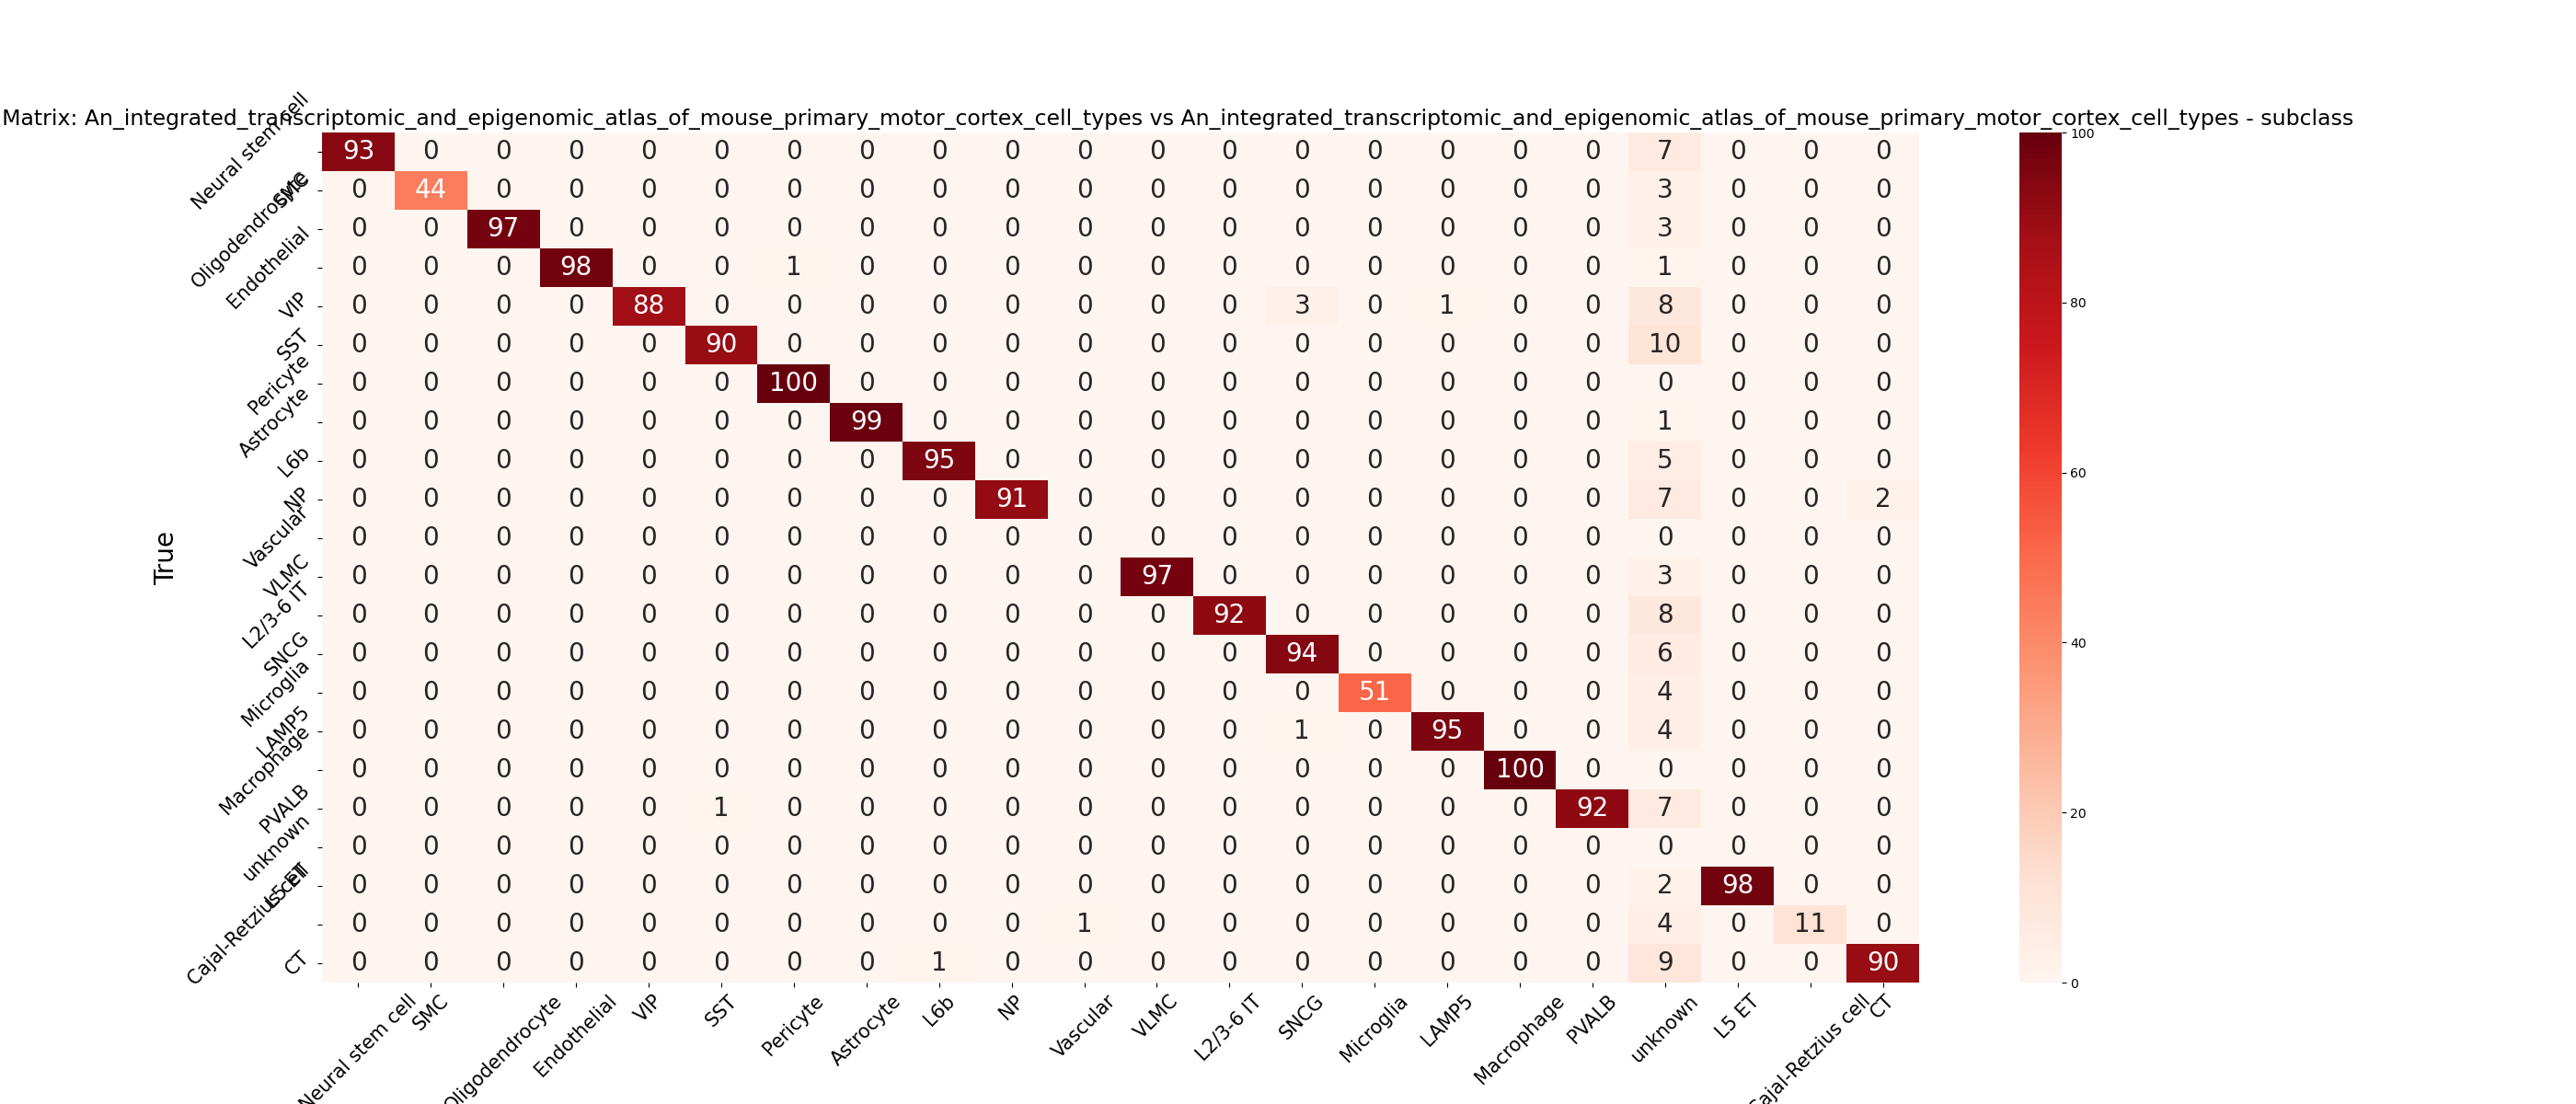 Matrix: An_integrated_transcriptomic_and_epigenomic_atlas_of_mouse_primary_motor_cortex_cell_types vs An_integrated_transcriptomic_and_epigenomic_atlas_of_mouse_primary_motor_cortex_cell_types - subclass
True
Neural stem cell 93 0 0 0 0 0 0 0 0 0 0 0 0 0 0 0 0 0 7 0 0 0
SMC 0 44 0 0 0 0 0 0 0 0 0 0 0 0 0 0 0 0 3 0 0 0
Oligodendrocyte 0 0 97 0 0 0 0 0 0 0 0 0 0 0 0 0 0 0 3 0 0 0
Endothelial 0 0 0 98 0 0 1 0 0 0 0 0 0 0 0 0 0 0 1 0 0 0
VIP 0 0 0 0 88 0 0 0 0 0 0 0 0 3 0 1 0 0 8 0 0 0
SST 0 0 0 0 0 90 0 0 0 0 0 0 0 0 0 0 0 0 10 0 0 0
Pericyte 0 0 0 0 0 0 100 0 0 0 0 0 0 0 0 0 0 0 0 0 0 0
Astrocyte 0 0 0 0 0 0 0 99 0 0 0 0 0 0 0 0 0 0 1 0 0 0
L6b 0 0 0 0 0 0 0 0 95 0 0 0 0 0 0 0 0 0 5 0 0 0
NP 0 0 0 0 0 0 0 0 0 91 0 0 0 0 0 0 0 0 7 0 0 2
Vascular 0 0 0 0 0 0 0 0 0 0 0 0 0 0 0 0 0 0 0 0 0 0
VLMC 0 0 0 0 0 0 0 0 0 0 0 97 0 0 0 0 0 0 3 0 0 0
L2/3-6 IT 0 0 0 0 0 0 0 0 0 0 0 0 92 0 0 0 0 0 8 0 0 0
SNCG 0 0 0 0 0 0 0 0 0 0 0 0 0 94 0 0 0 0 6 0 0 0
Microglia 0 0 0 0 0 0 0 0 0 0 0 0 0 0 51 0 0 0 4 0 0 0
LAMP5 0 0 0 0 0 0 0 0 0 0 0 0 0 1 0 95 0 0 4 0 0 0
Macrophage 0 0 0 0 0 0 0 0 0 0 0 0 0 0 0 0 100 0 0 0 0 0
PVALB 0 0 0 0 0 1 0 0 0 0 0 0 0 0 0 0 0 92 7 0 0 0
unknown 0 0 0 0 0 0 0 0 0 0 0 0 0 0 0 0 0 0 0 0 0 0
L5 ET 0 0 0 0 0 0 0 0 0 0 0 0 0 0 0 0 0 0 2 98 0 0
Cajal-Retzius cell 0 0 0 0 0 0 0 0 0 0 1 0 0 0 0 0 0 0 4 0 11 0
CT 0 0 0 0 0 0 0 0 1 0 0 0 0 0 0 0 0 0 9 0 0 90
Neural stem cell SMC Oligodendrocyte Endothelial VIP SST Pericyte Astrocyte L6b NP Vascular VLMC L2/3-6 IT SNCG Microglia LAMP5 Macrophage PVALB unknown L5 ET Cajal-Retzius cell CT
100
80
60
40
20
0